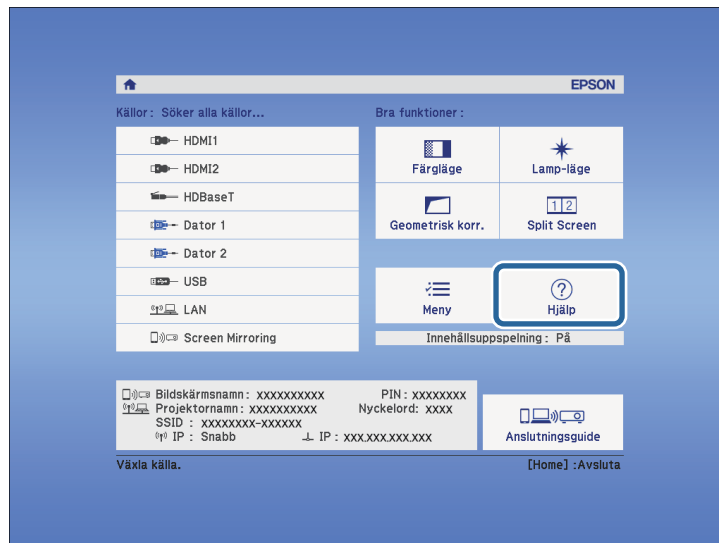 EPSON
Källor : Söker alla källor...
HDMI1
HDMI2
HDBaseT
Dator 1
Dator 2
USB
LAN
Screen Mirroring
Bra funktioner :
Färgläge
Lamp-läge
Geometrisk korr.
1 2
Split Screen
Meny
?
Hjälp
Innehållsuppspelning : På
Bildskärmsnamn : xxxxxxxxxx PIN : xxxxxxxx
Projektornamn : xxxxxxxxxx Nyckelord: xxxx
SSID : xxxxxxxx-xxxxxx
IP : Snabb IP : xxx.xxx.xxx.xxx
Anslutningsguide
Växla källa. [Home] :Avsluta